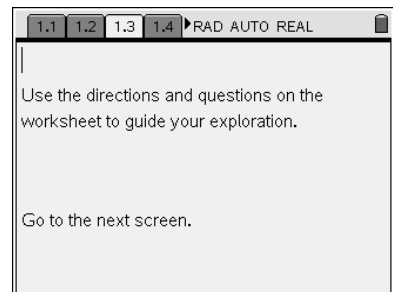 1.1 1.2 1.3 1.4 RAD AUTO REAL
Use the directions and questions on the
worksheet to guide your exploration.
Go to the next screen.